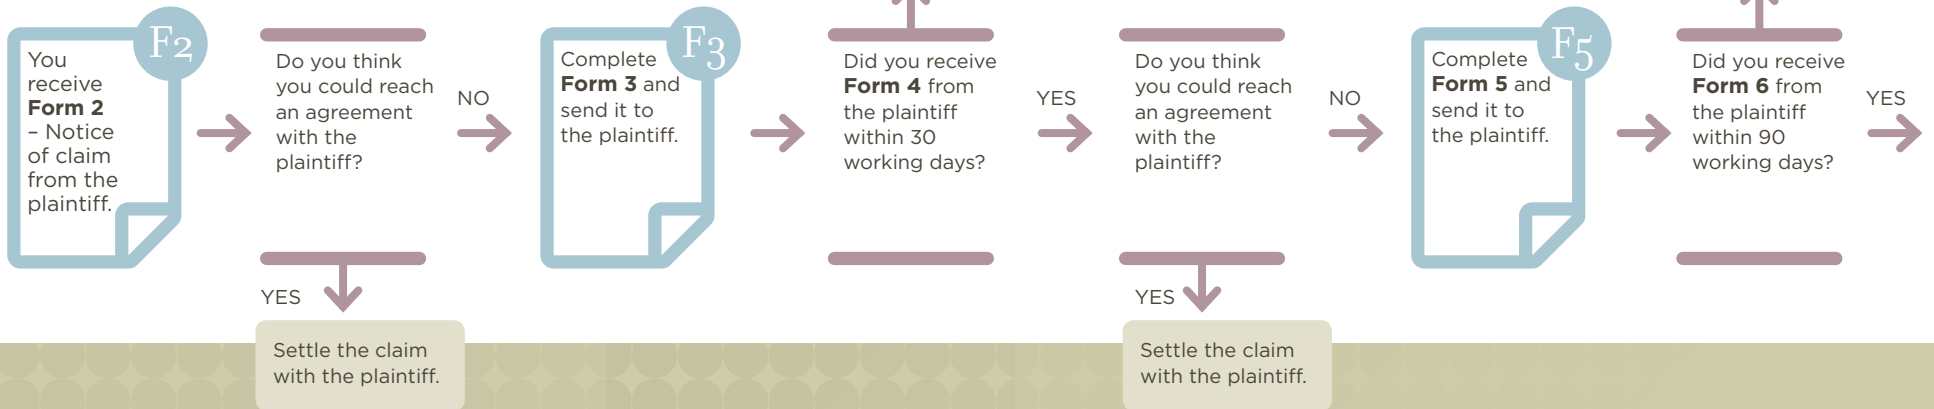 F2
You
receive
Form 2
– Notice
of claim
from the
plaintiff.
Do you think
you could reach
an agreement
with the
plaintiff?
NO
YES
Settle the claim
with the plaintiff.
F3
Complete
Form 3 and
send it to
the plaintiff.
Did you receive
Form 4 from
the plaintiff
within 30
working days?
YES
Do you think
you could reach
an agreement
with the
plaintiff?
NO
YES
Settle the claim
with the plaintiff.
F5
Complete
Form 5 and
send it to
the plaintiff.
Did you receive
Form 6 from
the plaintiff
within 90
working days?
YES